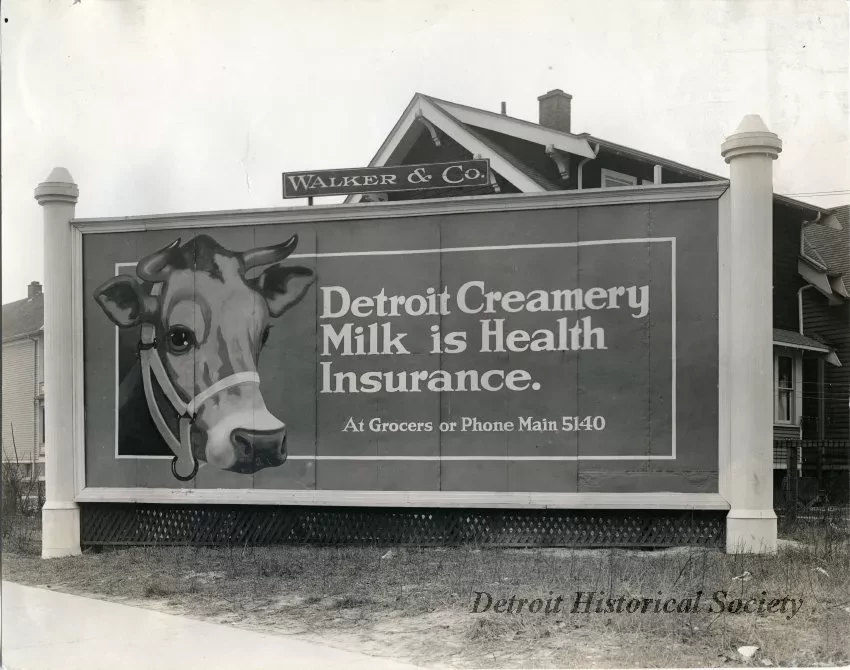 WALKER & CO.
Detroit Creamery
Milk is Health
Insurance.
At Grocers or Phone Main 5140
Detroit Historical Society